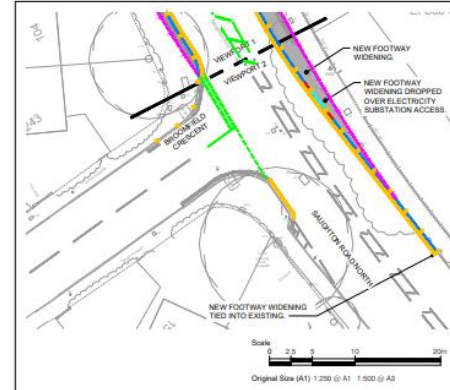 104
VIEWPORT 1
VIEWPORT 2
NEW FOOTWAY
WIDENING.
NEW FOOTWAY
WIDENING DROPPED
OVER ELECTRICITY
SUBSTATION ACCESS.
243
BROOMFIELD
CRESCENT
SAUGHTON ROAD NORTH
NEW FOOTWAY WIDENING
TIED INTO EXISTING.
Scale
0 2.5 5 10 20m
Original Size (A1) 1:250 @ A1 1:500 @ A3